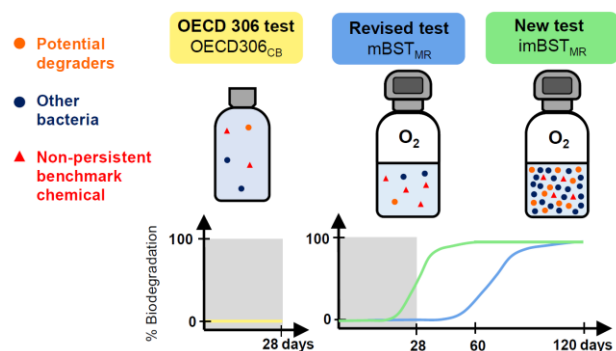 Potential
degraders
Other
bacteria
Non-persistent
benchmark
chemical
OECD 306 test
OECD306CB
Revised test
mBSTMR
New test
imBSTMR
O2
O2
% Biodegradation
100
0
28 days
100
0
28
60
120 days